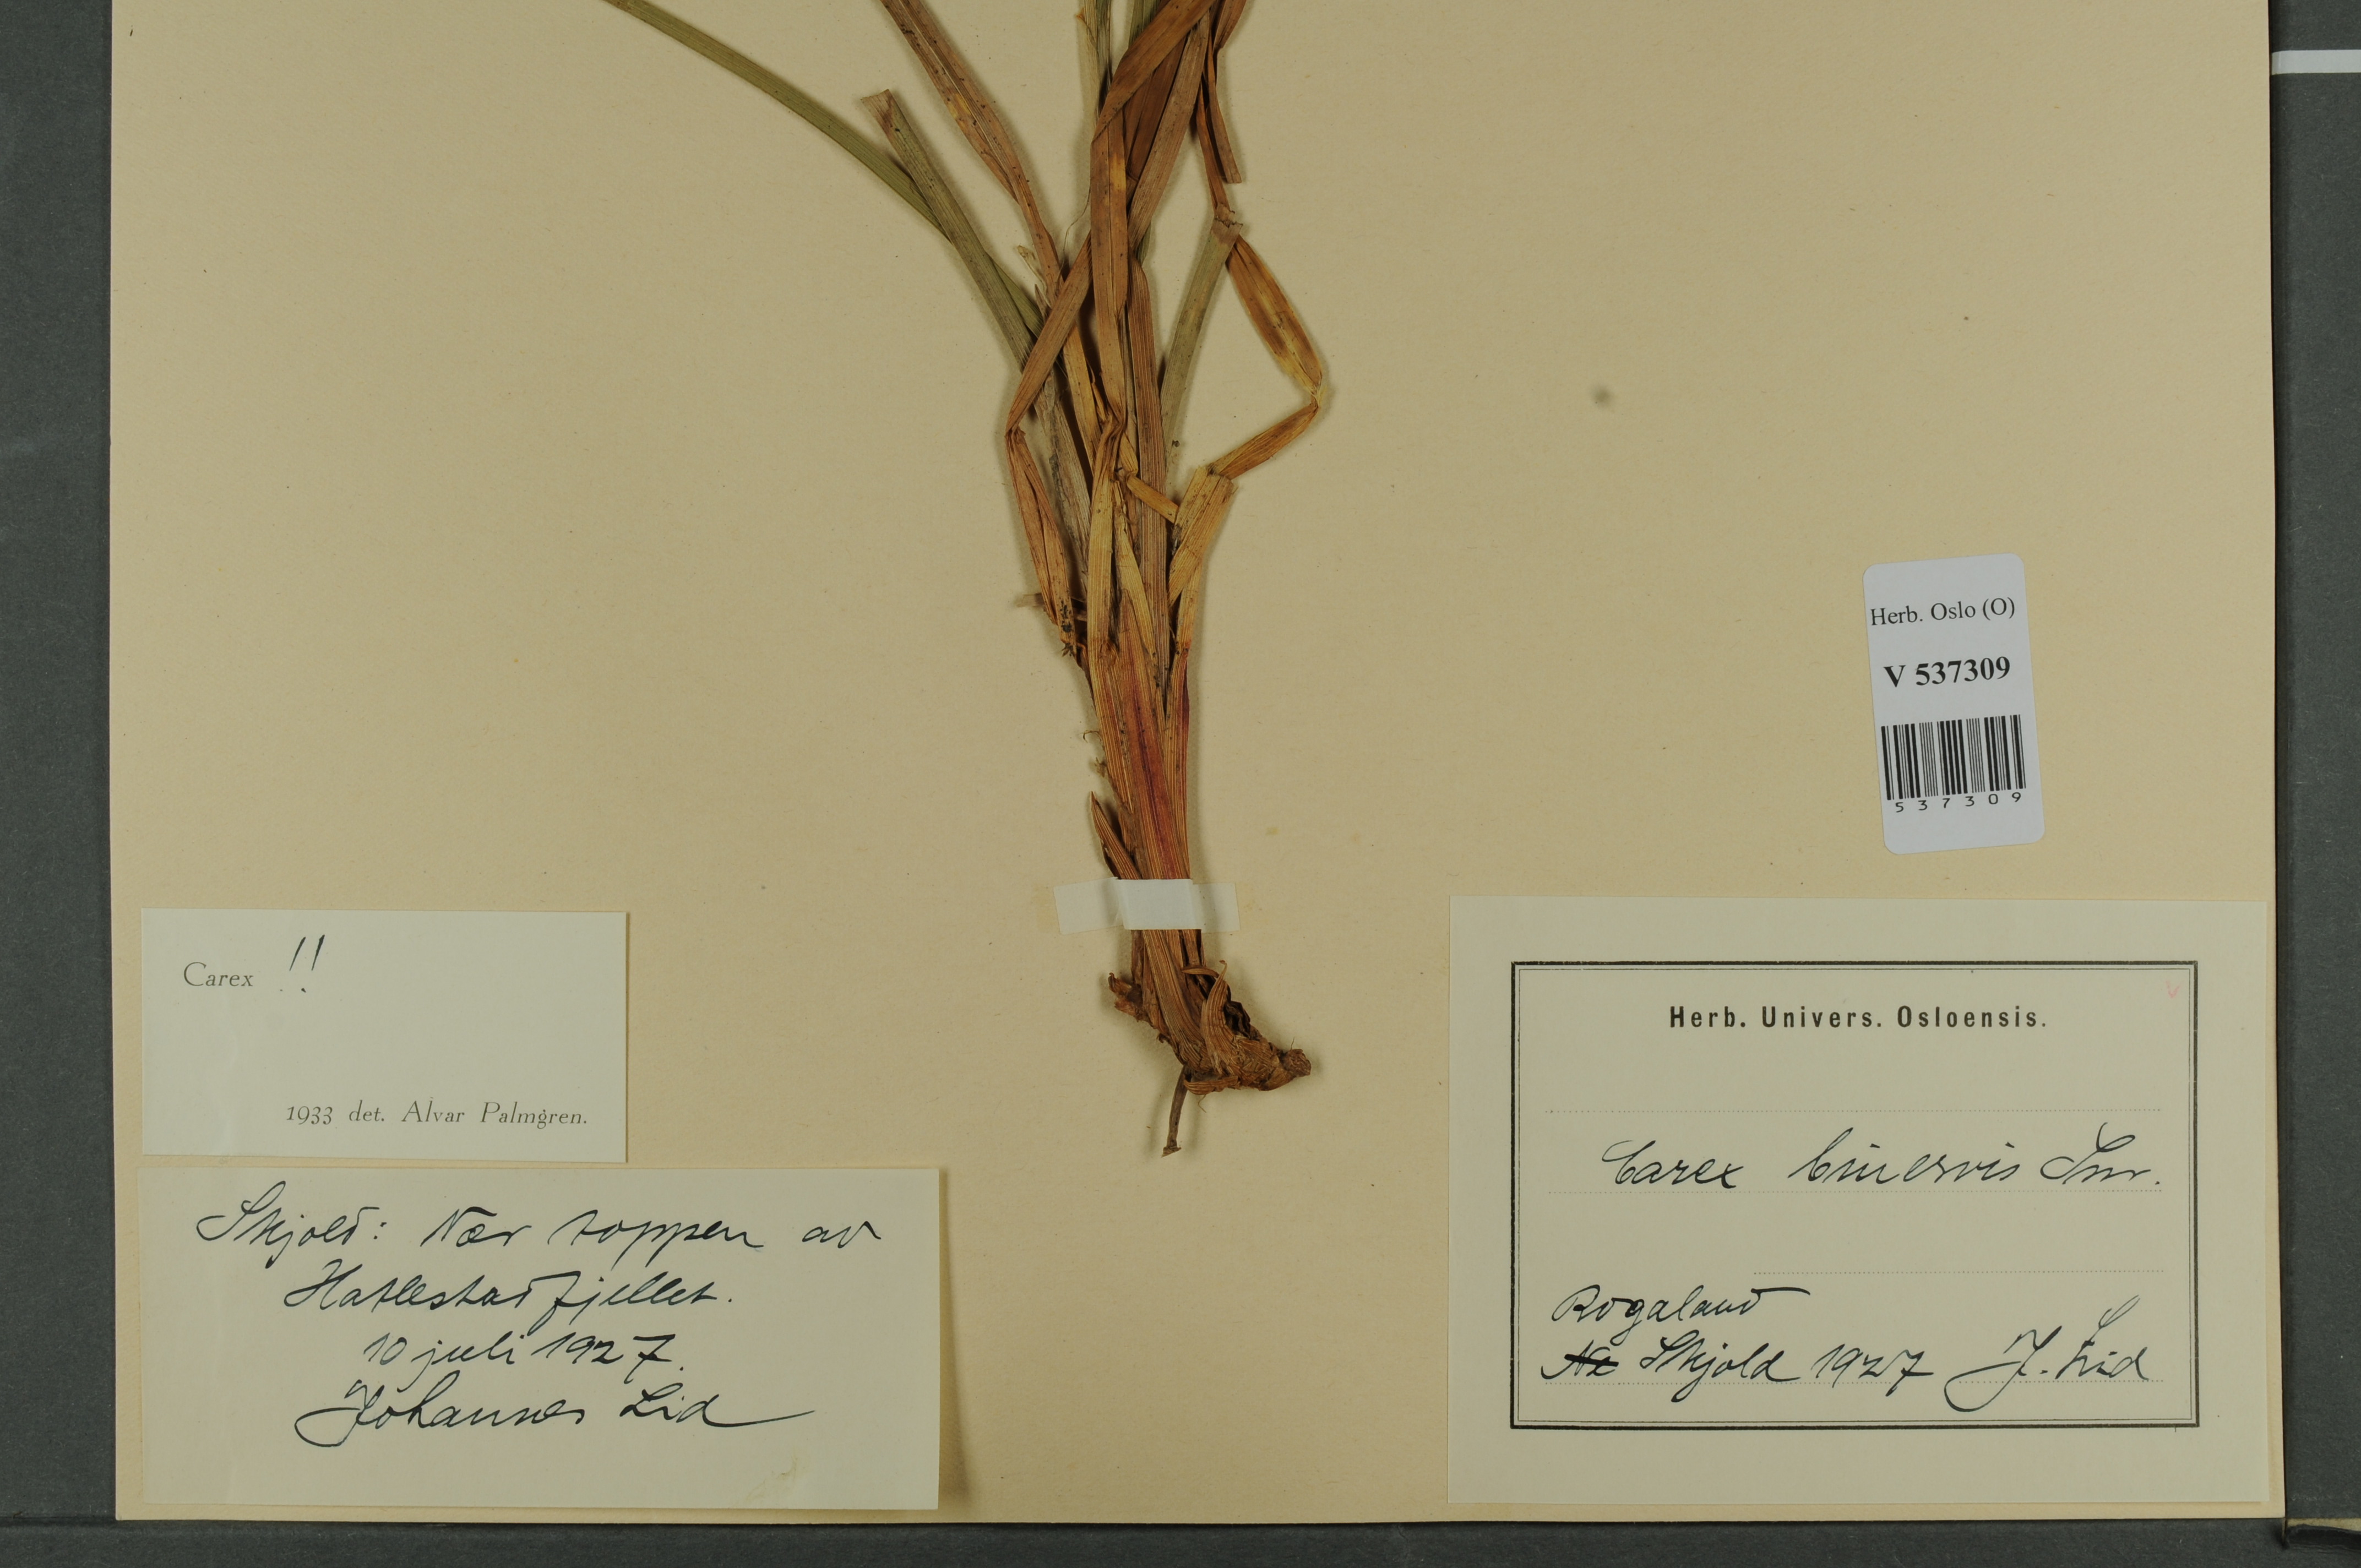 Herb. Oslo (O)
V 537309
537309
Carex !!
1933 det. Alvar Palmgren.
Skjold: Nær toppen av
Hatlestadfjellet.
10 juli 1927.
Johannes Lid
Herb. Univers. Osloensis.
Carex binervis Sm.
Rogaland
Skjold 1927 J. Lid